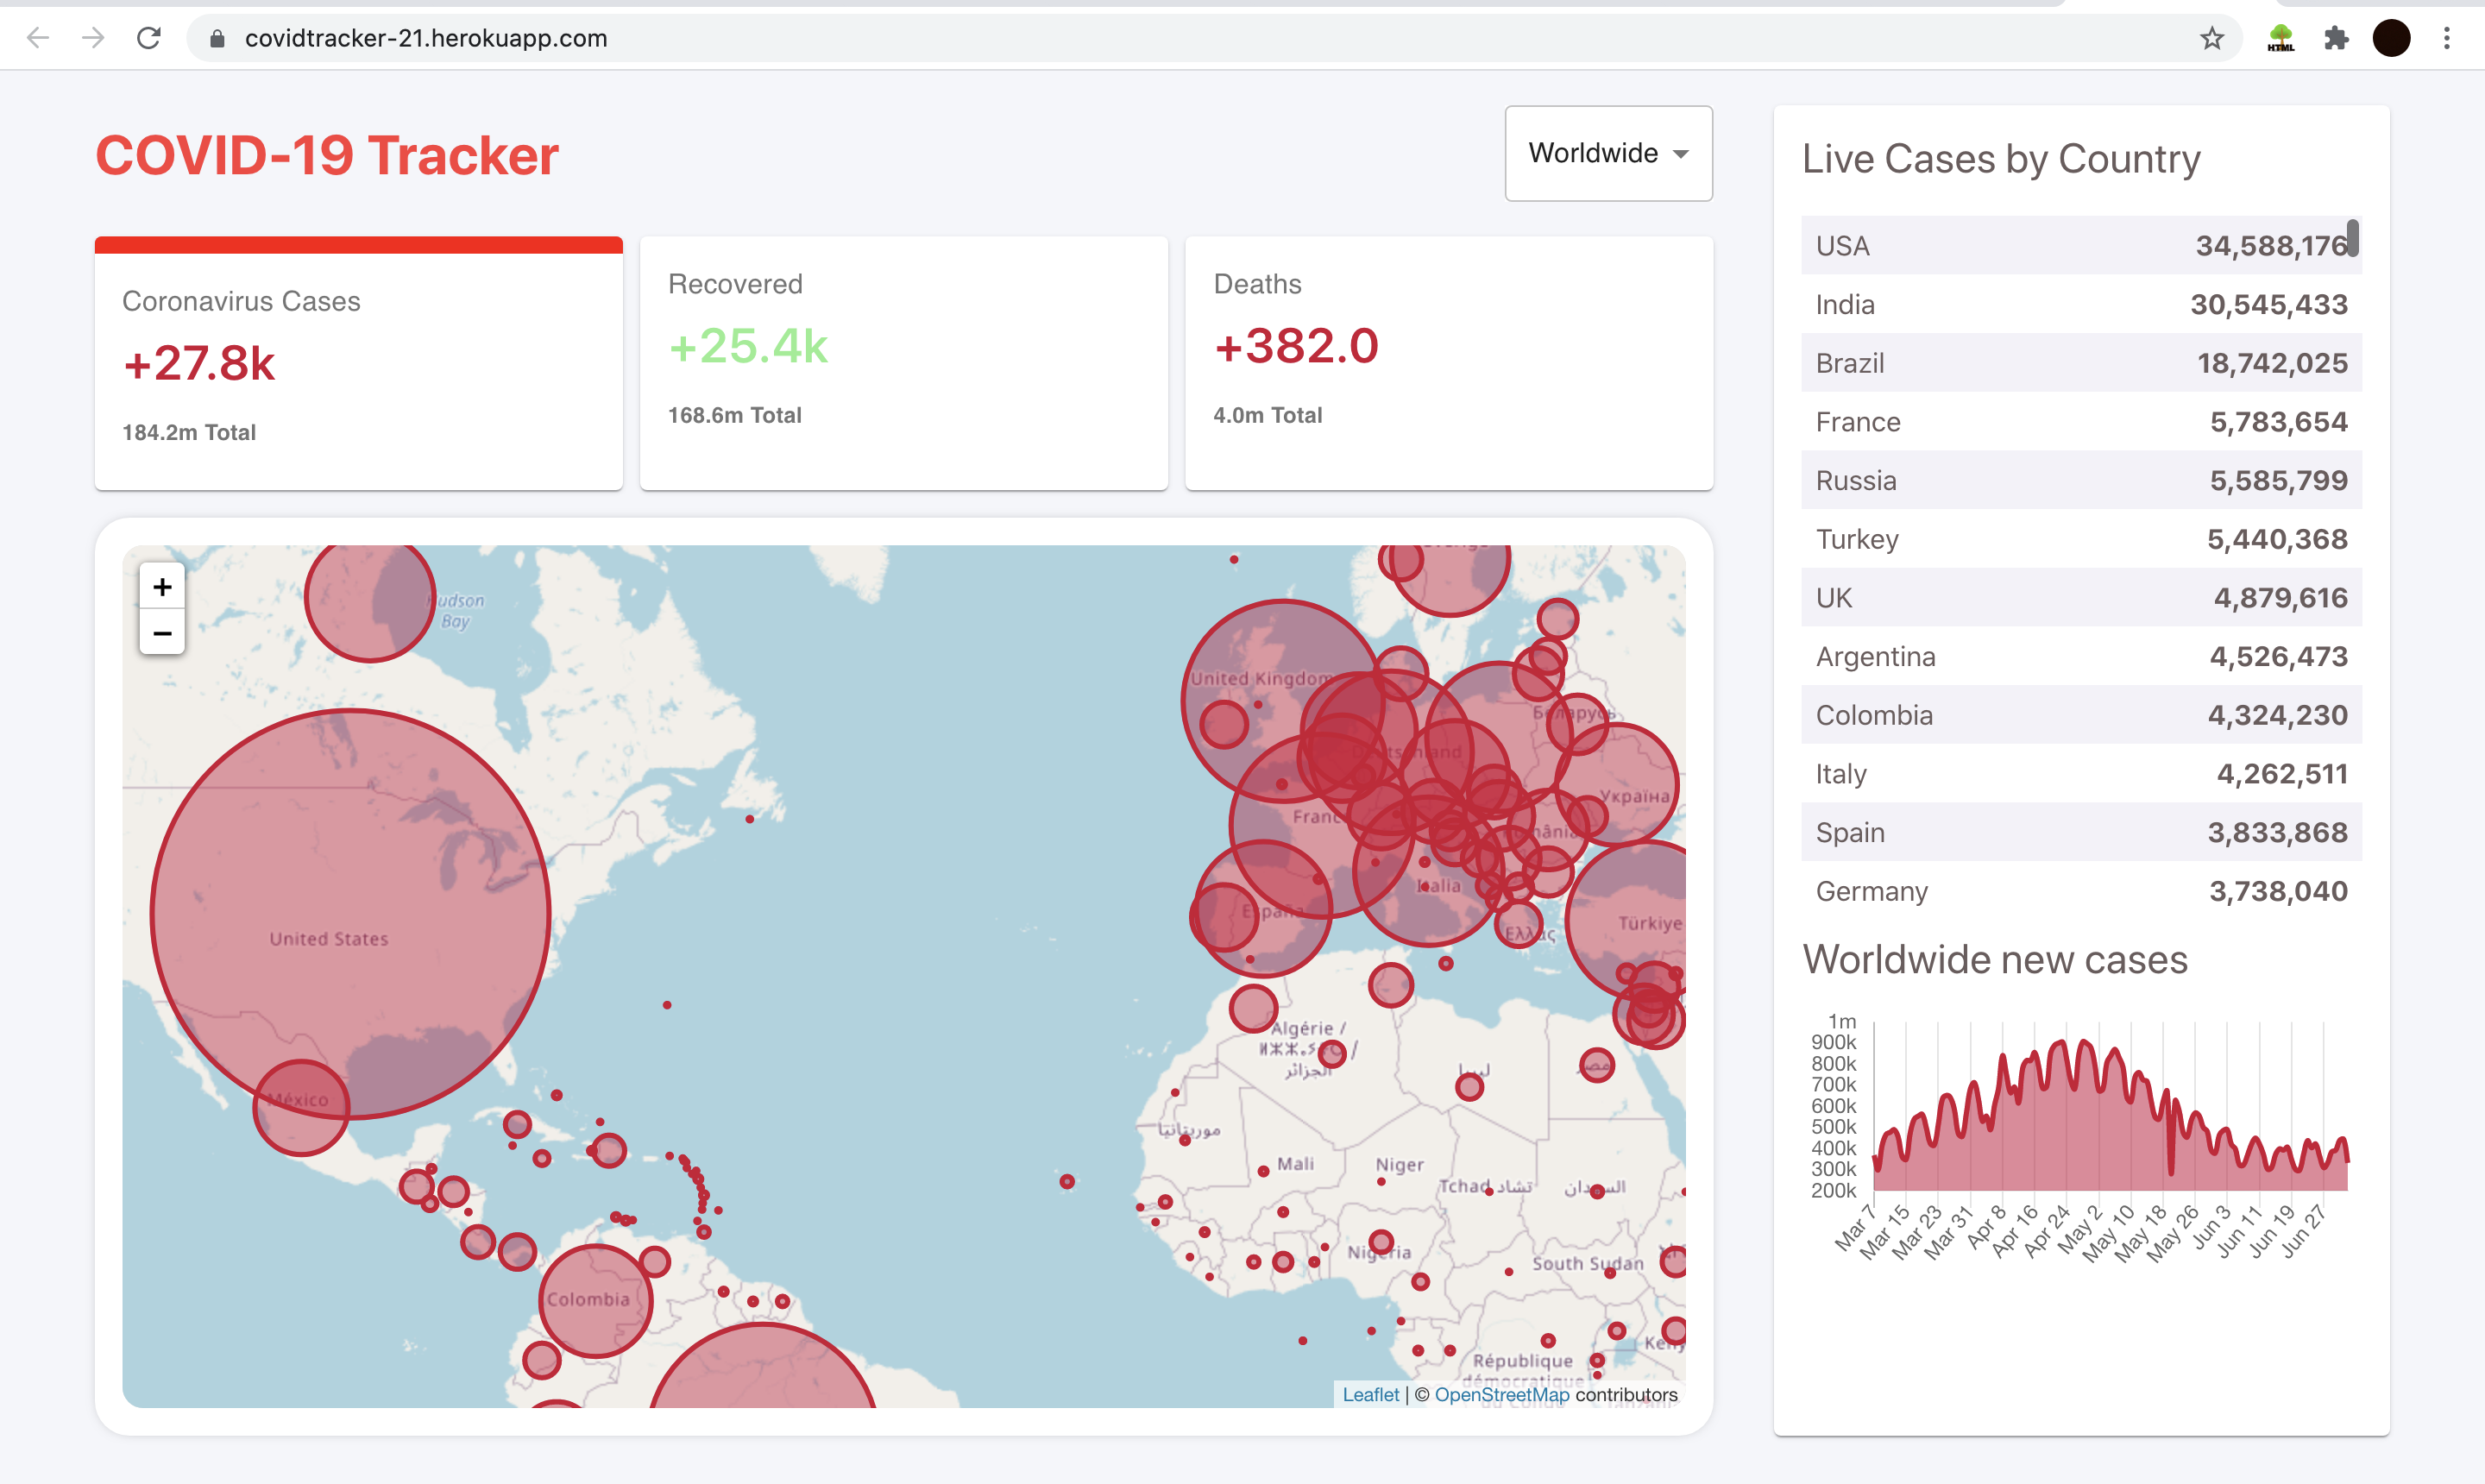 covidtracker-21.herokuapp.com
HTML
COVID-19 Tracker
Worldwide
Coronavirus Cases
+27.8k
184.2m Total
Recovered
+25.4k
168.6m Total
Deaths
+382.0
4.0m Total
+
−
Hudson
Bay
United Kingdom
Беларусь
Deutschland
Україна
France
România
Italia
España
Ελλάς
Türkiye
United States
México
Algérie /
الجزائر
ليبيا
مصر
موريتانيا
Mali
Niger
Tchad تشاد
السودان
Nigeria
South Sudan
Colombia
République
démocratique
du Congo
Leaflet | © OpenStreetMap contributors
Live Cases by Country
USA 34,588,176
India 30,545,433
Brazil 18,742,025
France 5,783,654
Russia 5,585,799
Turkey 5,440,368
UK 4,879,616
Argentina 4,526,473
Colombia 4,324,230
Italy 4,262,511
Spain 3,833,868
Germany 3,738,040
Worldwide new cases
1m
900k
800k
700k
600k
500k
400k
300k
200k
Mar 7
Mar 15
Mar 23
Mar 31
Apr 8
Apr 16
Apr 24
May 2
May 10
May 18
May 26
Jun 3
Jun 11
Jun 19
Jun 27